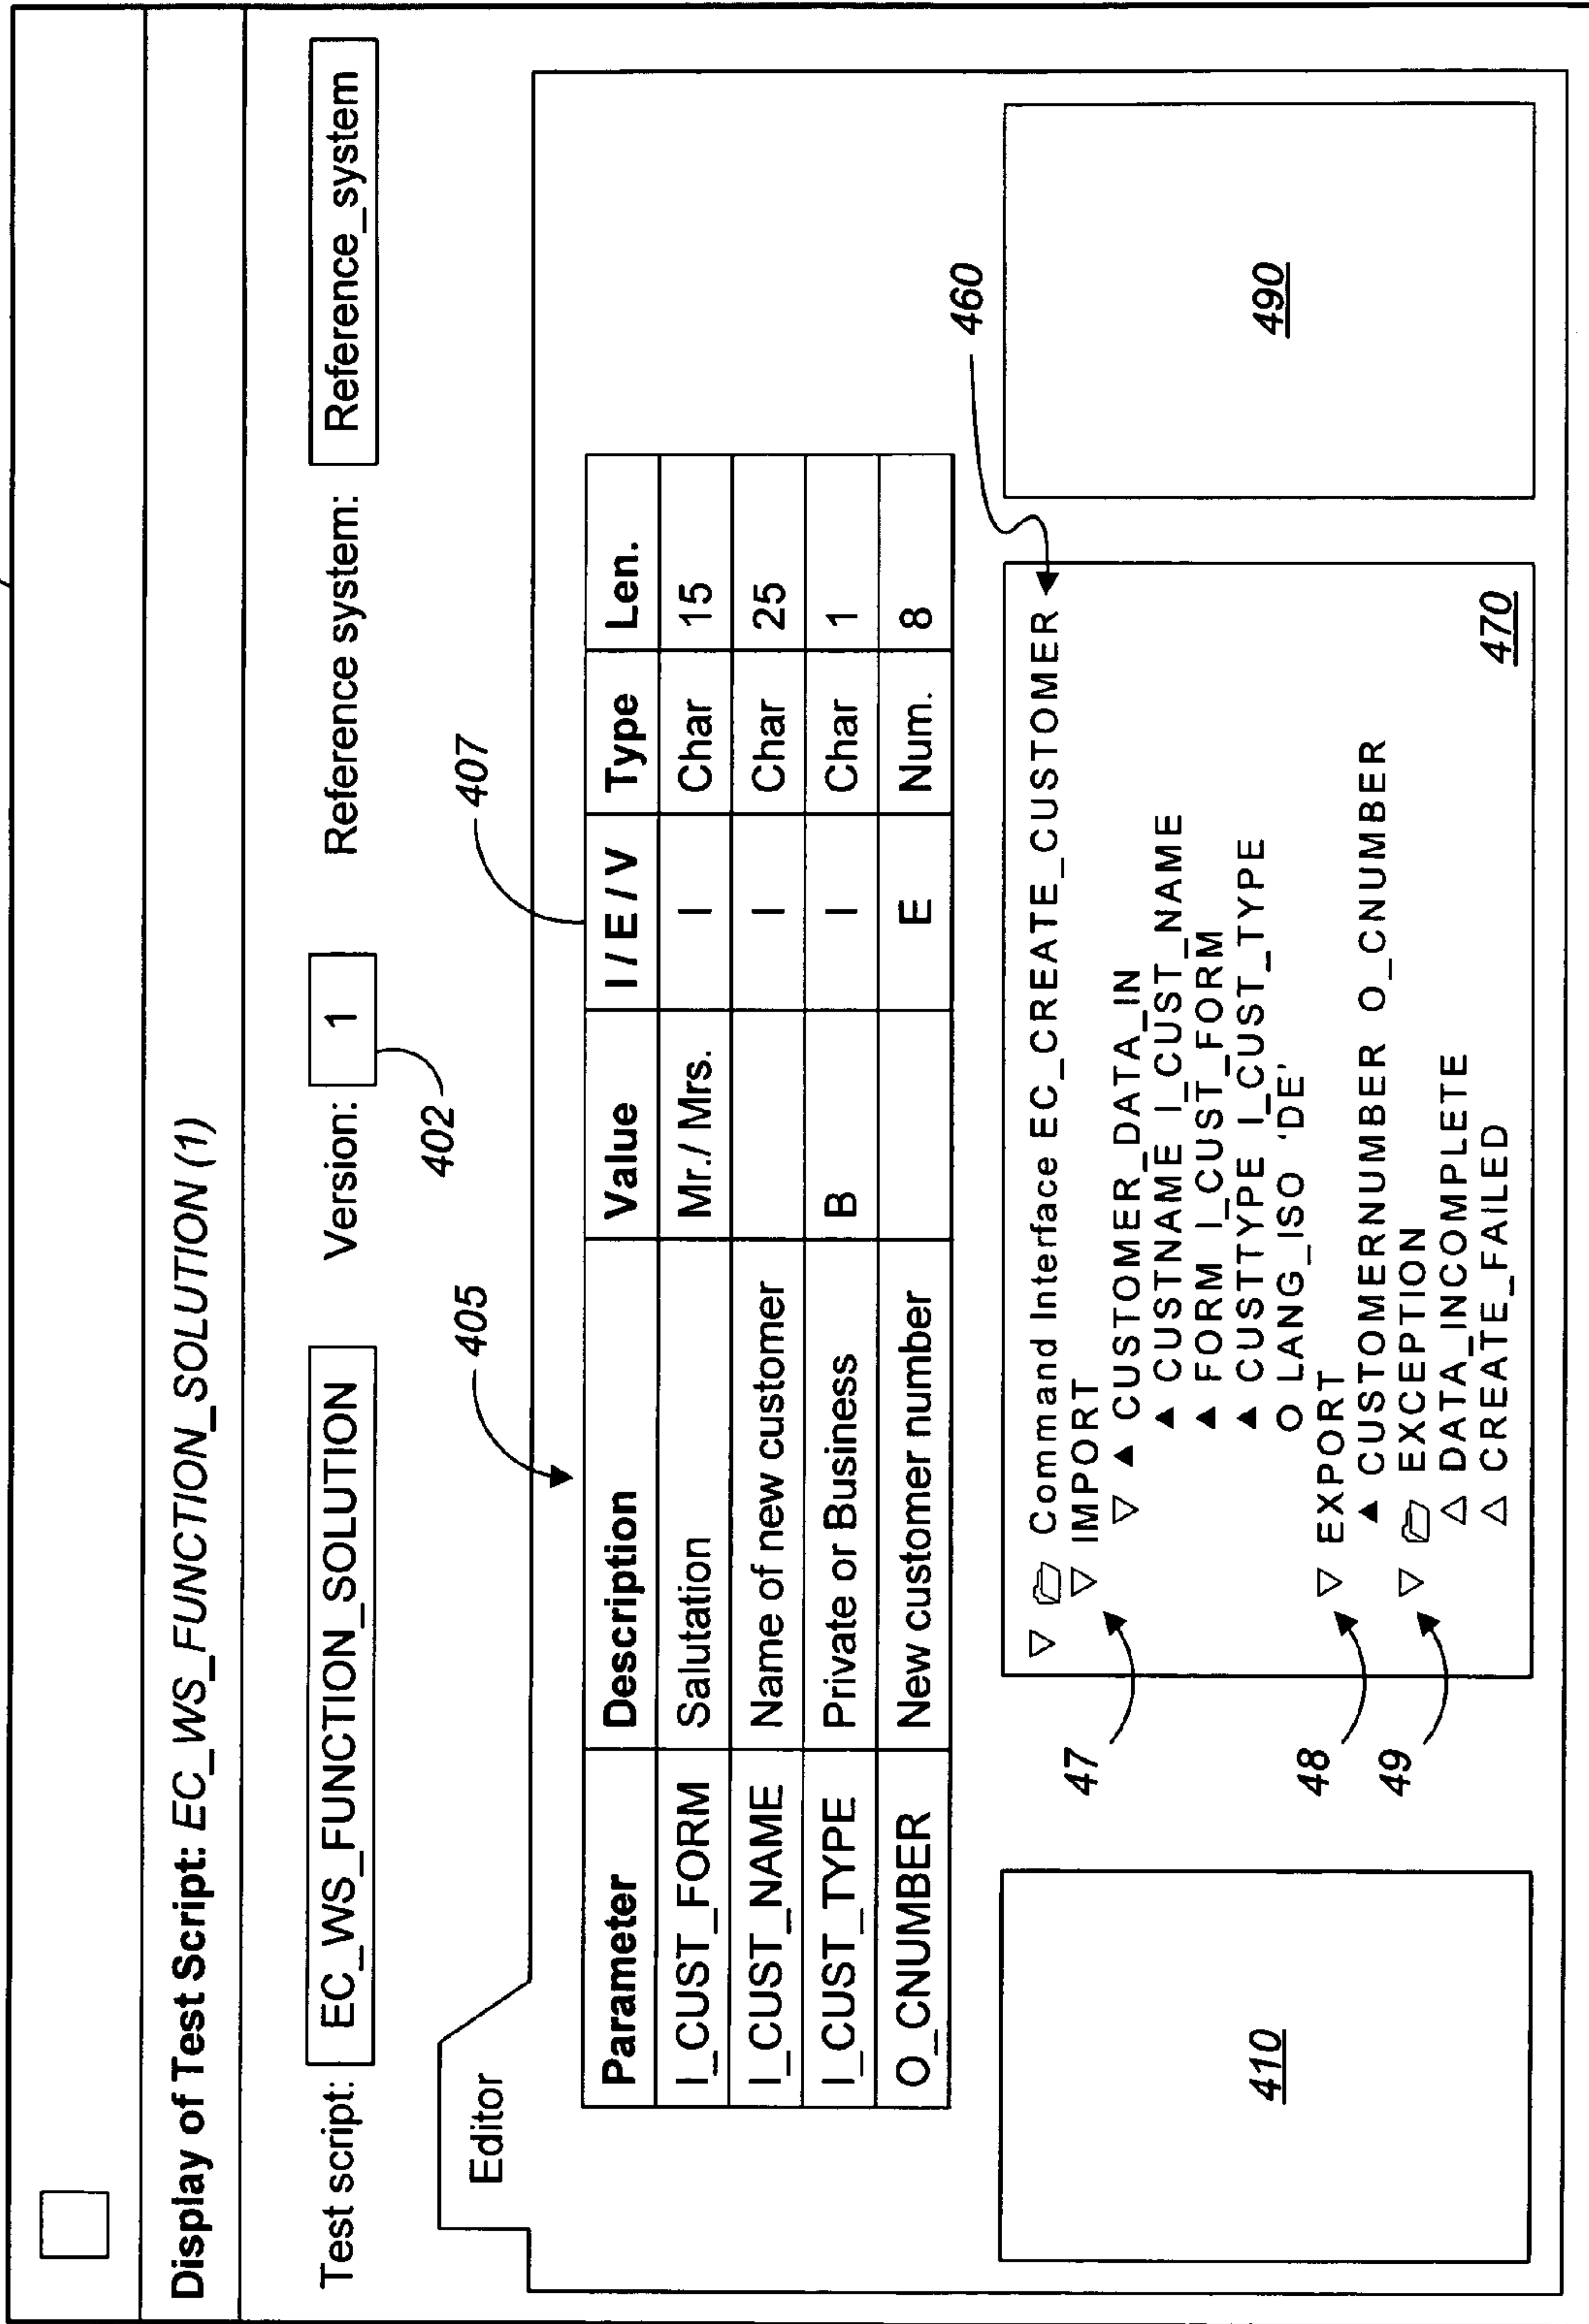 Display of Test Script: EC_WS_FUNCTION_SOLUTION (1)
Test script: EC_WS_FUNCTION_SOLUTION Version: 1 Reference system: Reference_system
402
405
407
Editor
Parameter Description Value I / E / V Type Len.
I_CUST_FORM Salutation Mr./ Mrs. I Char 15
I_CUST_NAME Name of new customer I Char 25
I_CUST_TYPE Private or Business B I Char 1
O_CNUMBER New customer number E Num. 8
460
410
Command Interface EC_CREATE_CUSTOMER
IMPORT
CUSTOMER_DATA_IN
CUSTNAME I_CUST_NAME
FORM I_CUST_FORM
CUSTTYPE I_CUST_TYPE
O LANG_ISO 'DE'
EXPORT
CUSTOMERNUMBER O_CNUMBER
EXCEPTION
DATA_INCOMPLETE
CREATE_FAILED
47
48
49
470
490